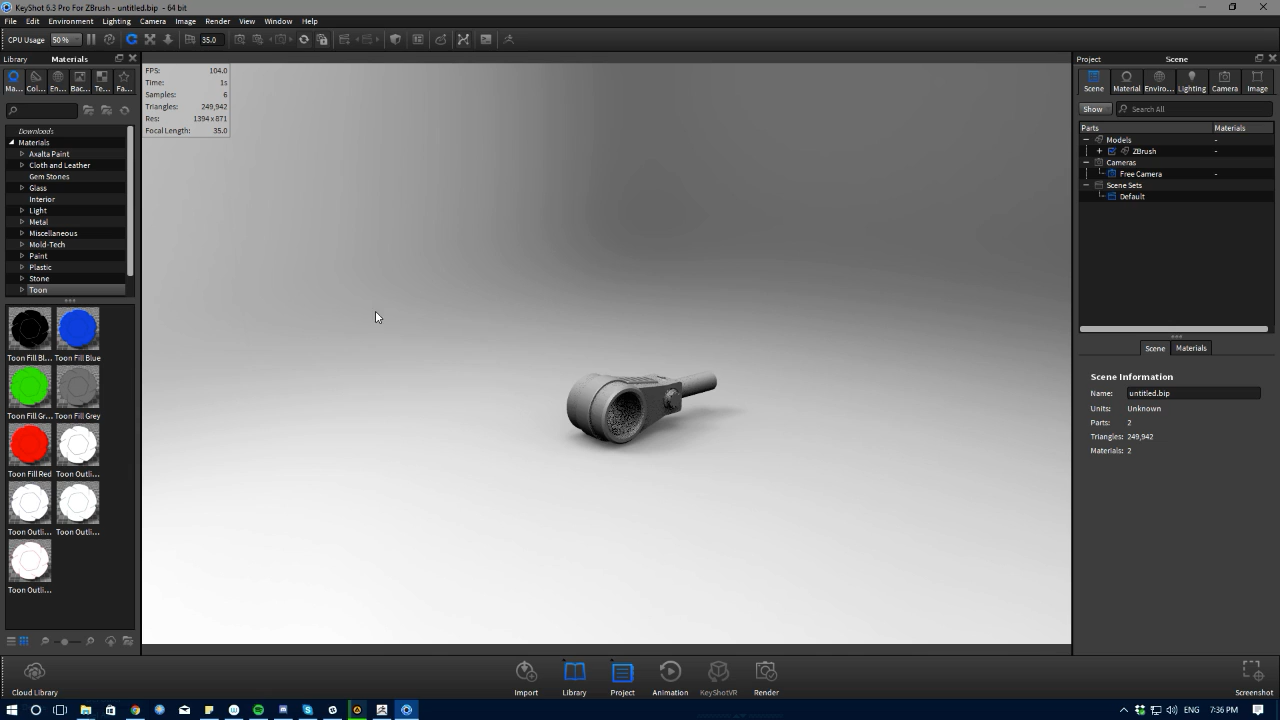 KeyShot 6.3 Pro For ZBrush - untitled.bip - 64 bit
File Edit Environment Lighting Camera Image Render View Window Help
CPU Usage 50 % 35.0
Library Materials
Ma... Col... En... Bac... Te... Fa...
Downloads
Materials
Axalta Paint
Cloth and Leather
Gem Stones
Glass
Interior
Light
Metal
Miscellaneous
Mold-Tech
Paint
Plastic
Stone
Toon
Toon Fill Bl... Toon Fill Blue
Toon Fill Gr... Toon Fill Grey
Toon Fill Red Toon Outli...
Toon Outli... Toon Outli...
Toon Outli...
FPS: 104.0
Time: 1s
Samples: 6
Triangles: 249,942
Res: 1394 x 871
Focal Length: 35.0
Project Scene
Scene Material Enviro... Lighting Camera Image
Show Search All
Parts Materials
Models -
ZBrush -
Cameras
Free Camera -
Scene Sets
Default
Scene Materials
Scene Information
Name: untitled.bip
Units: Unknown
Parts: 2
Triangles: 249,942
Materials: 2
Cloud Library Import Library Project Animation KeyShotVR Render Screenshot
7:36 PM